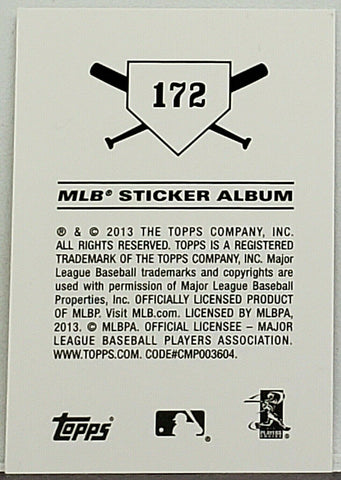 172
MLB® STICKER ALBUM
® & © 2013 THE TOPPS COMPANY, INC.
ALL RIGHTS RESERVED. TOPPS IS A REGISTERED
TRADEMARK OF THE TOPPS COMPANY, INC. Major
League Baseball trademarks and copyrights are
used with permission of Major League Baseball
Properties, Inc. OFFICIALLY LICENSED PRODUCT
OF MLBP. Visit MLB.com. LICENSED BY MLBPA,
2013. © MLBPA. OFFICIAL LICENSEE – MAJOR
LEAGUE BASEBALL PLAYERS ASSOCIATION.
WWW.TOPPS.COM. CODE#CMP003604.
topps ®